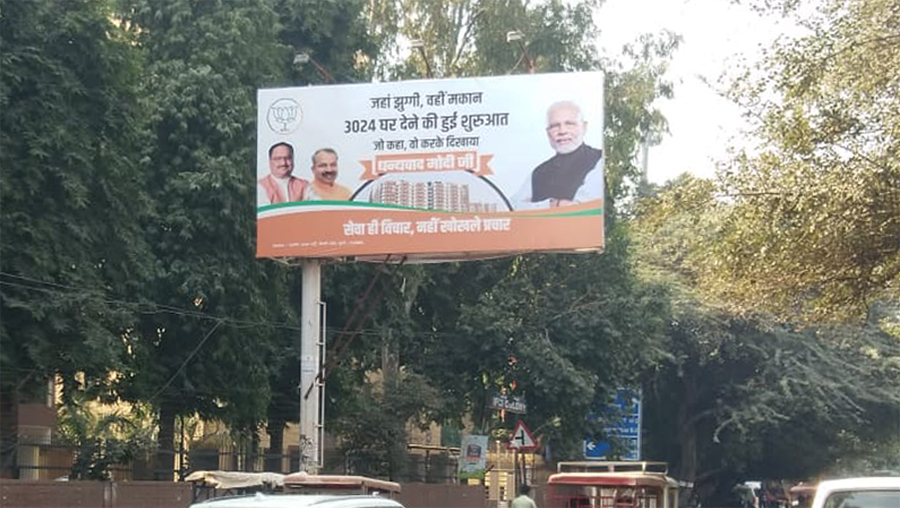 जहां झुग्गी, वहीं मकान
3024 घर देने की हुई शुरुआत
जो कहा, वो करके दिखाया
धन्यवाद मोदी जी
सेवा ही विचार, नहीं खोखले प्रचार